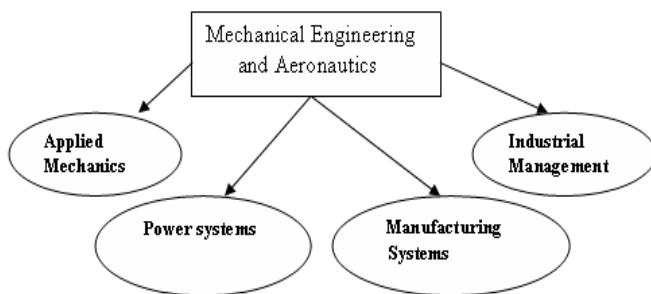 Mechanical Engineering
and Aeronautics
Applied
Mechanics
Industrial
Management
Power systems
Manufacturing
Systems